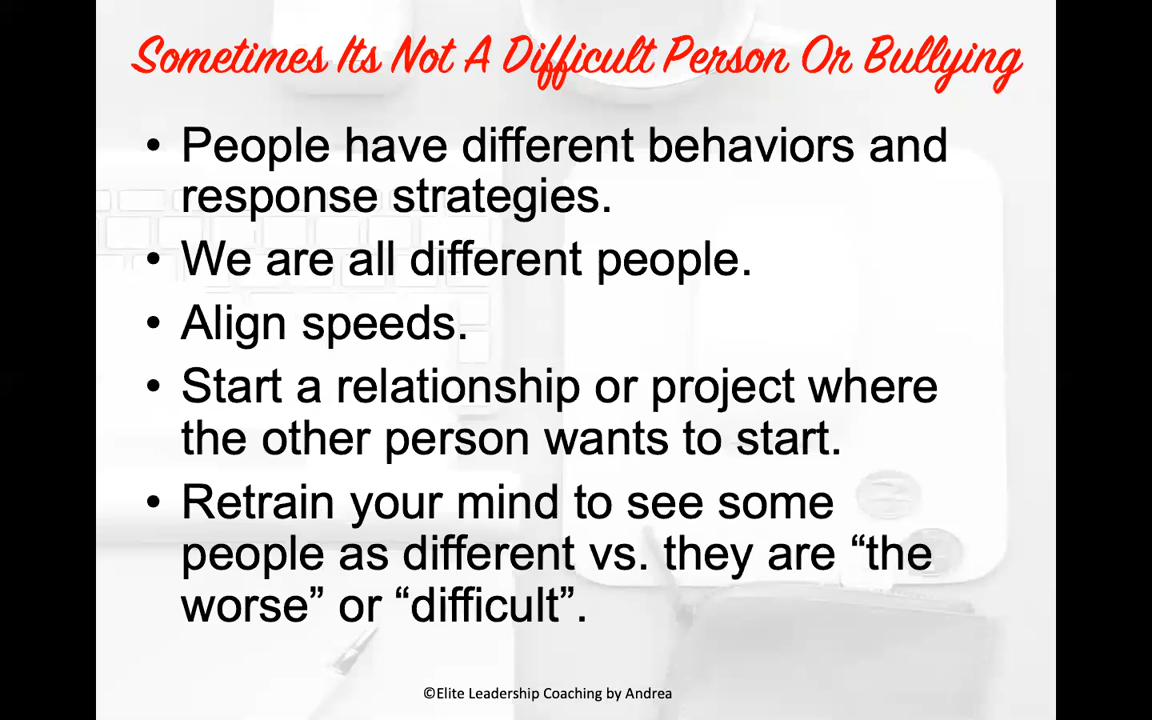 Sometimes Its Not A Difficult Person Or Bullying
• People have different behaviors and
response strategies.
• We are all different people.
• Align speeds.
• Start a relationship or project where
the other person wants to start.
• Retrain your mind to see some
people as different vs. they are “the
worse” or “difficult”.
©Elite Leadership Coaching by Andrea